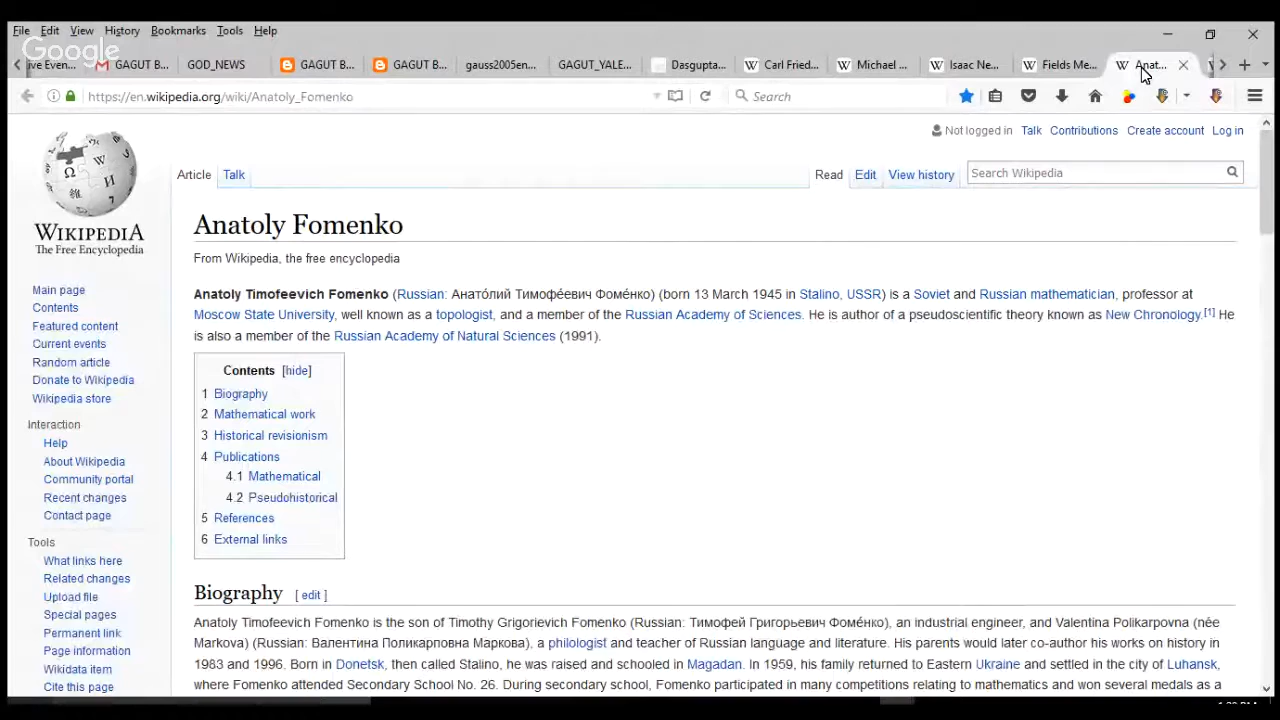 File Edit View History Bookmarks Tools Help
Google
ve Even... GAGUT B... GOD_NEWS GAGUT B... GAGUT B... gauss2005en... GAGUT_YALE... Dasgupta... Carl Fried... Michael ... Isaac Ne... Fields Me... Anat...
https://en.wikipedia.org/wiki/Anatoly_Fomenko Search
Not logged in Talk Contributions Create account Log in
Article Talk Read Edit View history Search Wikipedia
WIKIPEDIA
The Free Encyclopedia
Main page
Contents
Featured content
Current events
Random article
Donate to Wikipedia
Wikipedia store
Interaction
Help
About Wikipedia
Community portal
Recent changes
Contact page
Tools
What links here
Related changes
Upload file
Special pages
Permanent link
Page information
Wikidata item
Cite this page
Anatoly Fomenko
From Wikipedia, the free encyclopedia
Anatoly Timofeevich Fomenko (Russian: Анато́лий Тимофе́евич Фоме́нко) (born 13 March 1945 in Stalino, USSR) is a Soviet and Russian mathematician, professor at
Moscow State University, well known as a topologist, and a member of the Russian Academy of Sciences. He is author of a pseudoscientific theory known as New Chronology.[1] He
is also a member of the Russian Academy of Natural Sciences (1991).
Contents [hide]
1 Biography
2 Mathematical work
3 Historical revisionism
4 Publications
4.1 Mathematical
4.2 Pseudohistorical
5 References
6 External links
Biography [ edit ]
Anatoly Timofeevich Fomenko is the son of Timothy Grigorievich Fomenko (Russian: Тимофей Григорьевич Фоме́нко), an industrial engineer, and Valentina Polikarpovna (née
Markova) (Russian: Валентина Поликарповна Маркова), a philologist and teacher of Russian language and literature. His parents would later co-author his works on history in
1983 and 1996. Born in Donetsk, then called Stalino, he was raised and schooled in Magadan. In 1959, his family returned to Eastern Ukraine and settled in the city of Luhansk,
where Fomenko attended Secondary School No. 26. During secondary school, Fomenko participated in many competitions relating to mathematics and won several medals as a